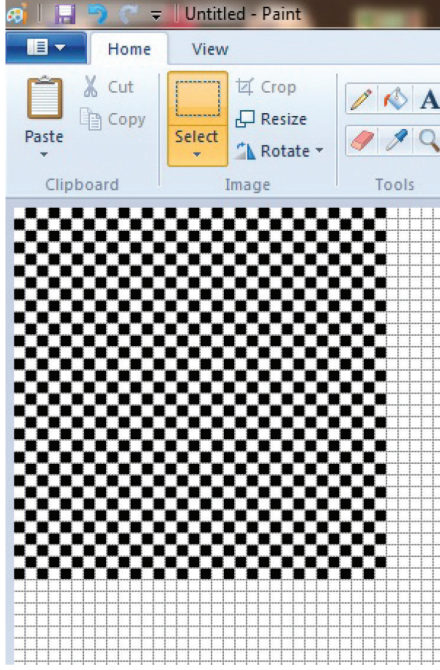 Untitled - Paint
Home View
Cut
Copy
Paste
Crop
Resize
Rotate
Select
A
Clipboard Image Tools